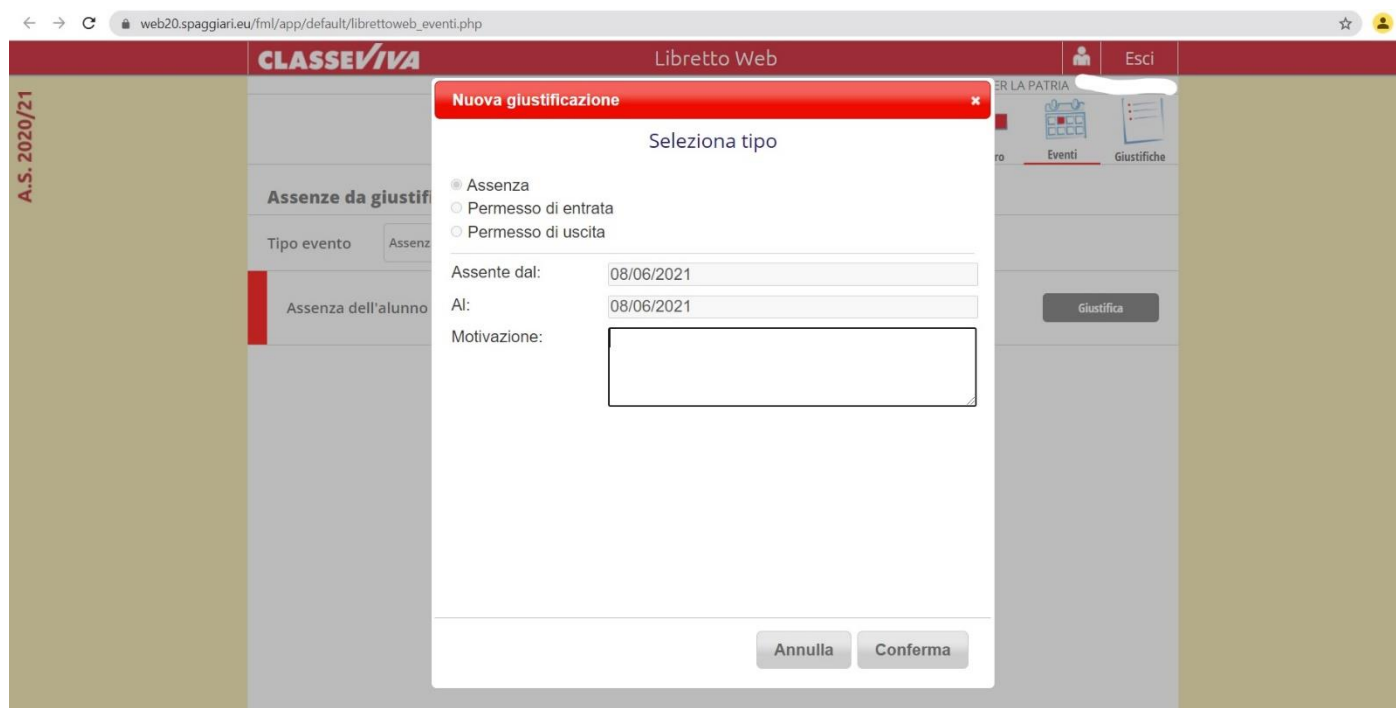 web20.spaggiari.eu/fml/app/default/librettoweb_eventi.php
CLASSEVIVA
Libretto Web
Esci
A.S. 2020/21
ER LA PATRIA
Nuova giustificazione
Seleziona tipo
ro
Eventi
Giustifiche
Assenze da giustifi
Assenza
Permesso di entrata
Permesso di uscita
Tipo evento
Assenz
Assente dal:
08/06/2021
Al:
08/06/2021
Assenza dell'alunno
Giustifica
Motivazione:
Annulla
Conferma